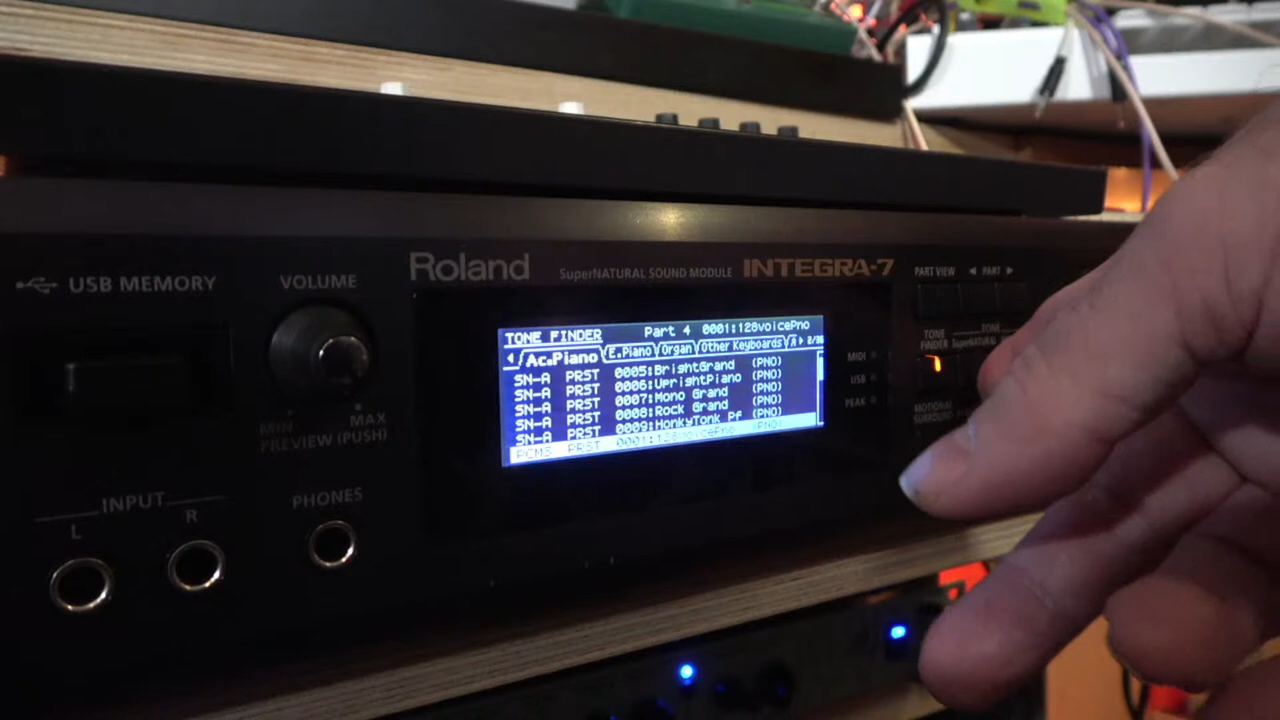 USB MEMORY
VOLUME
MIN MAX
PREVIEW (PUSH)
INPUT
L R
PHONES
Roland SuperNATURAL SOUND MODULE INTEGRA-7
TONE FINDER Part 4 0001:128voicePno
Ac.Piano E.Piano Organ Other Keyboards
SN-A PRST 0005:BrightGrand (PNO)
SN-A PRST 0006:UprightPiano (PNO)
SN-A PRST 0007:Mono Grand (PNO)
SN-A PRST 0008:Rock Grand (PNO)
SN-A PRST 0009:HonkyTonk Pf (PNO)
PCMS PRST 0001:128voicePno (PNO)
MIDI
USB
PEAK
PART VIEW ◀ PART ▶
TONE FINDER
TONE
SuperNATURAL
MOTIONAL
SURROUND